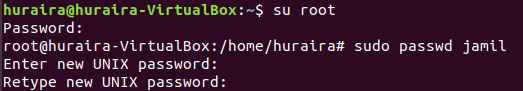 huraira@huraira-VirtualBox:~$ su root
Password:
root@huraira-VirtualBox:/home/huraira# sudo passwd jamil
Enter new UNIX password:
Retype new UNIX password: